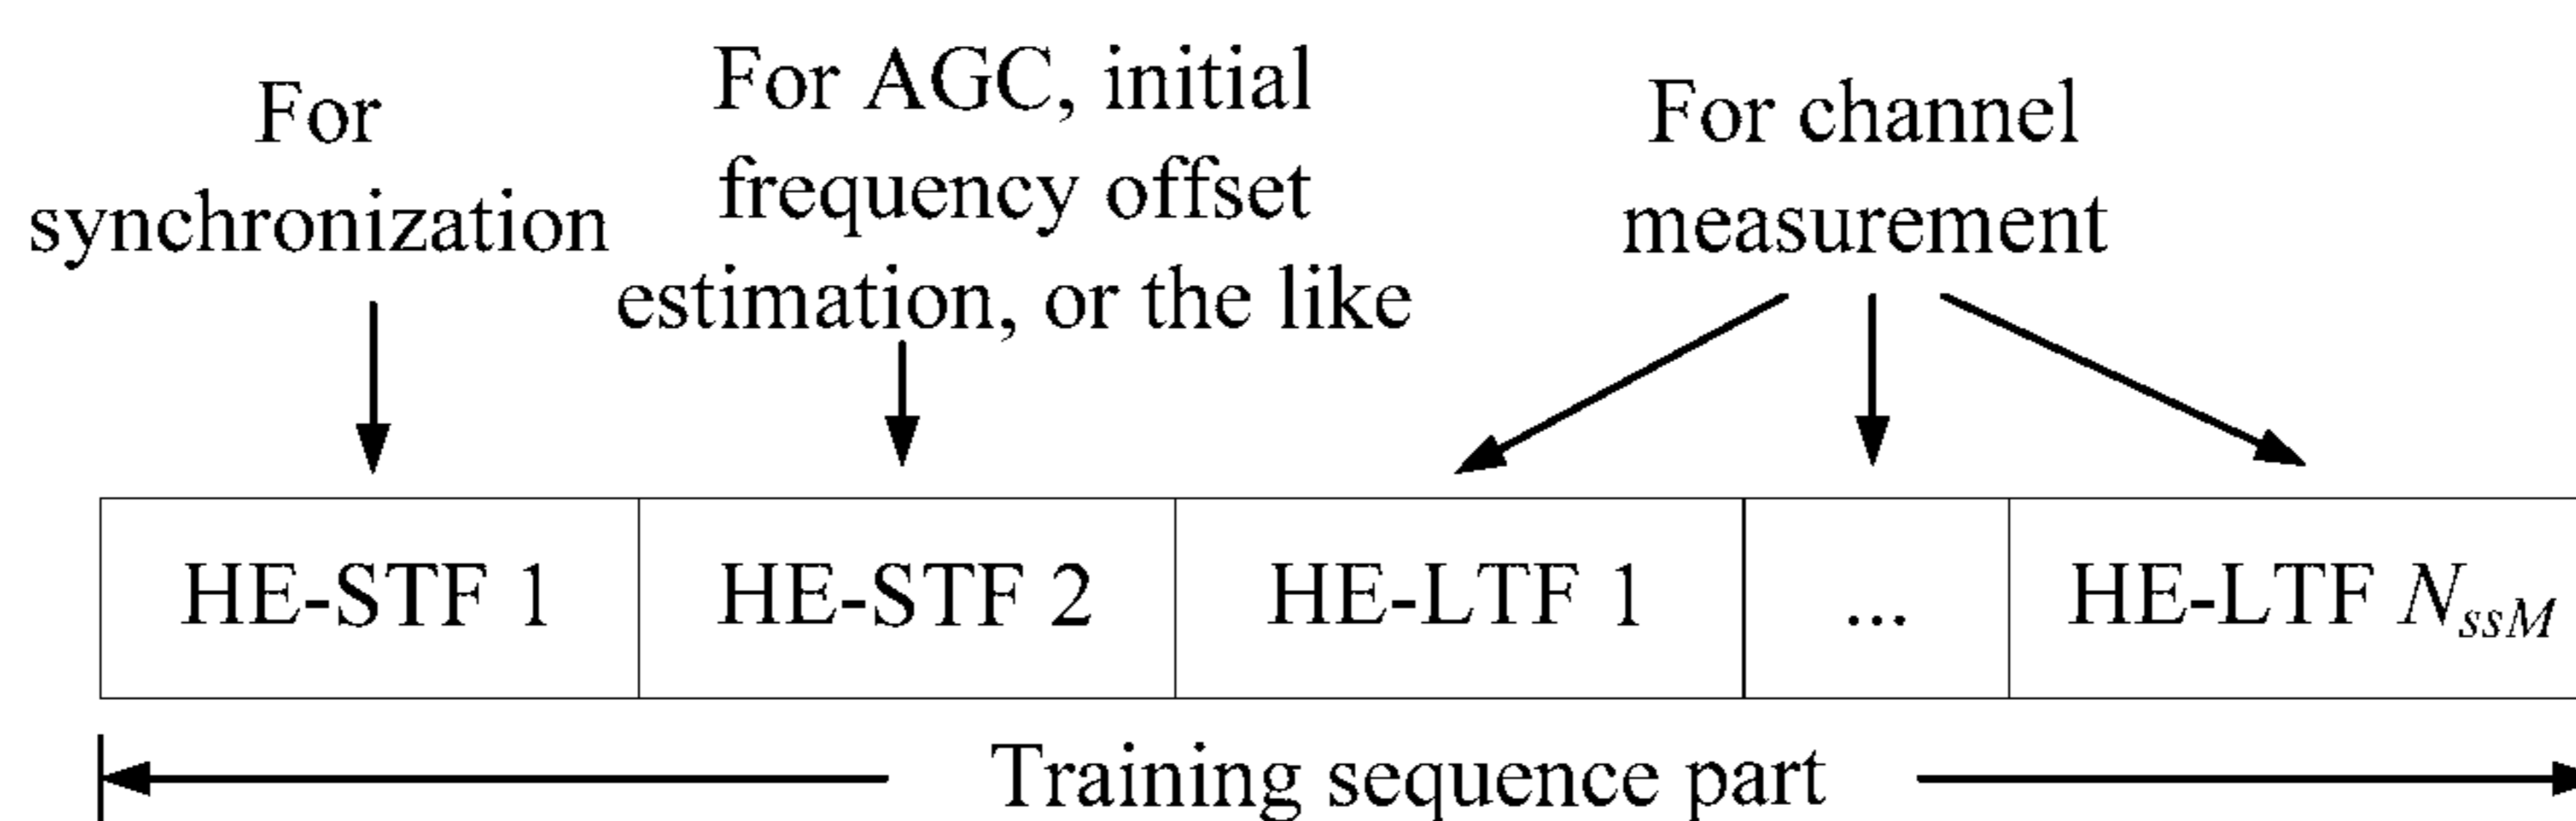 For
synchronization
For AGC, initial
frequency offset
estimation, or the like
For channel
measurement
HE-STF 1
HE-STF 2
HE-LTF 1
...
HE-LTF NssM
Training sequence part